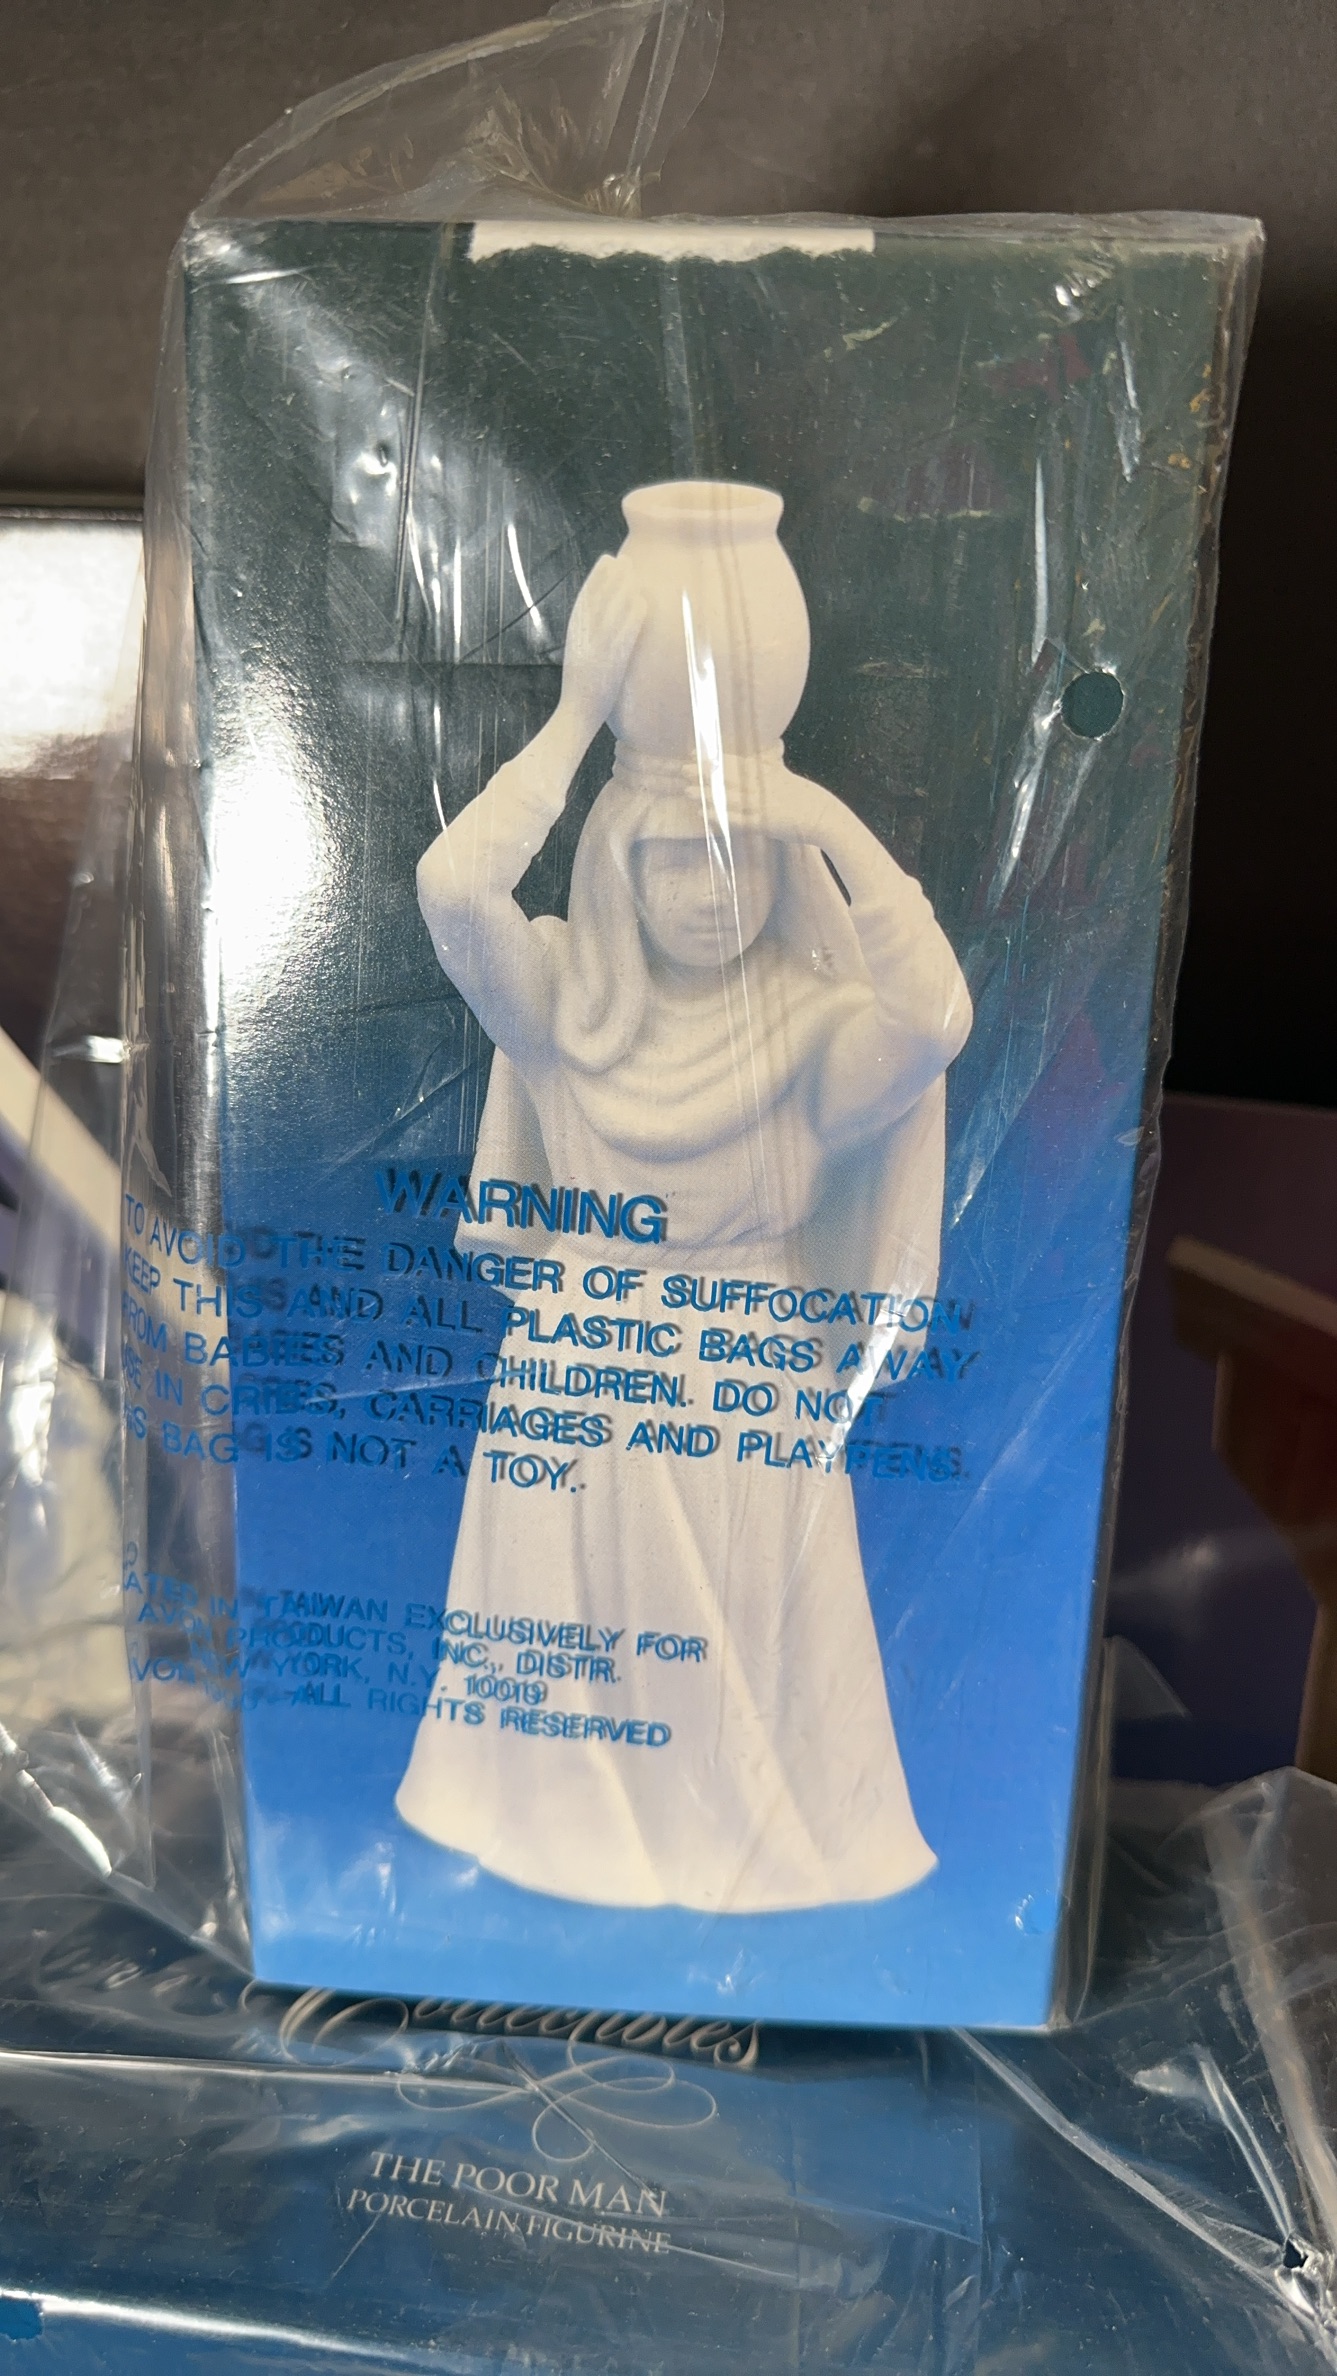 WARNING
TO AVOID THE DANGER OF SUFFOCATION
KEEP THIS AND ALL PLASTIC BAGS AWAY
FROM BABIES AND CHILDREN. DO NOT
USE IN CRIBS, CARRIAGES AND PLAYPENS.
BAG IS NOT A TOY.
IN TAIWAN EXCLUSIVELY FOR
AVON PRODUCTS, INC., DISTR.
NEW YORK, N.Y. 10019
ALL RIGHTS RESERVED
Collectibles
THE POOR MAN
PORCELAIN FIGURINE